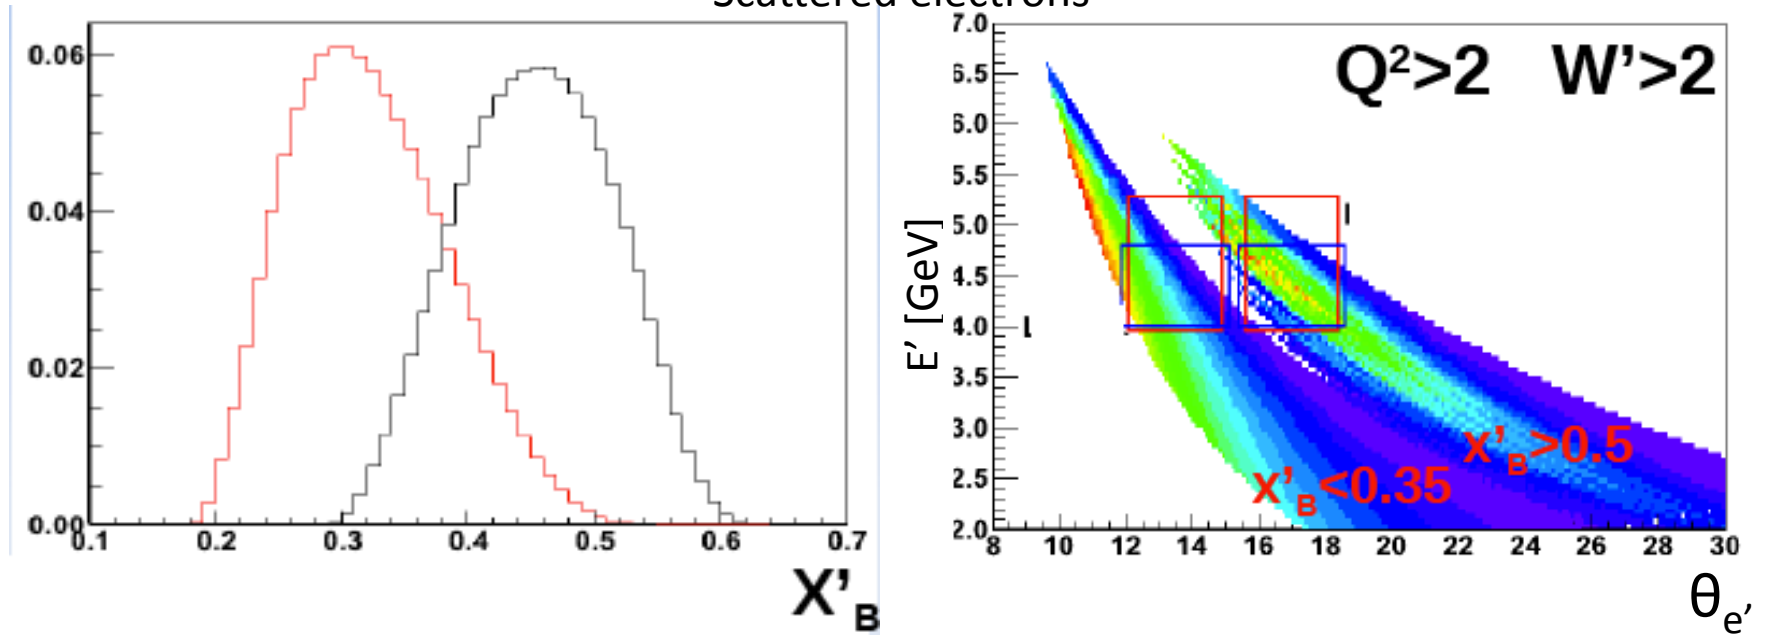 Scattered electrons
0.06
0.04
0.02
0.00
0.1 0.2 0.3 0.4 0.5 0.6 0.7
X’B
7.0
6.5
6.0
5.5
5.0
4.5
4.0
3.5
3.0
2.5
2.0
E’ [GeV]
Q²>2 W’>2
x’B>0.5
x’B<0.35
8 10 12 14 16 18 20 22 24 26 28 30
θe’